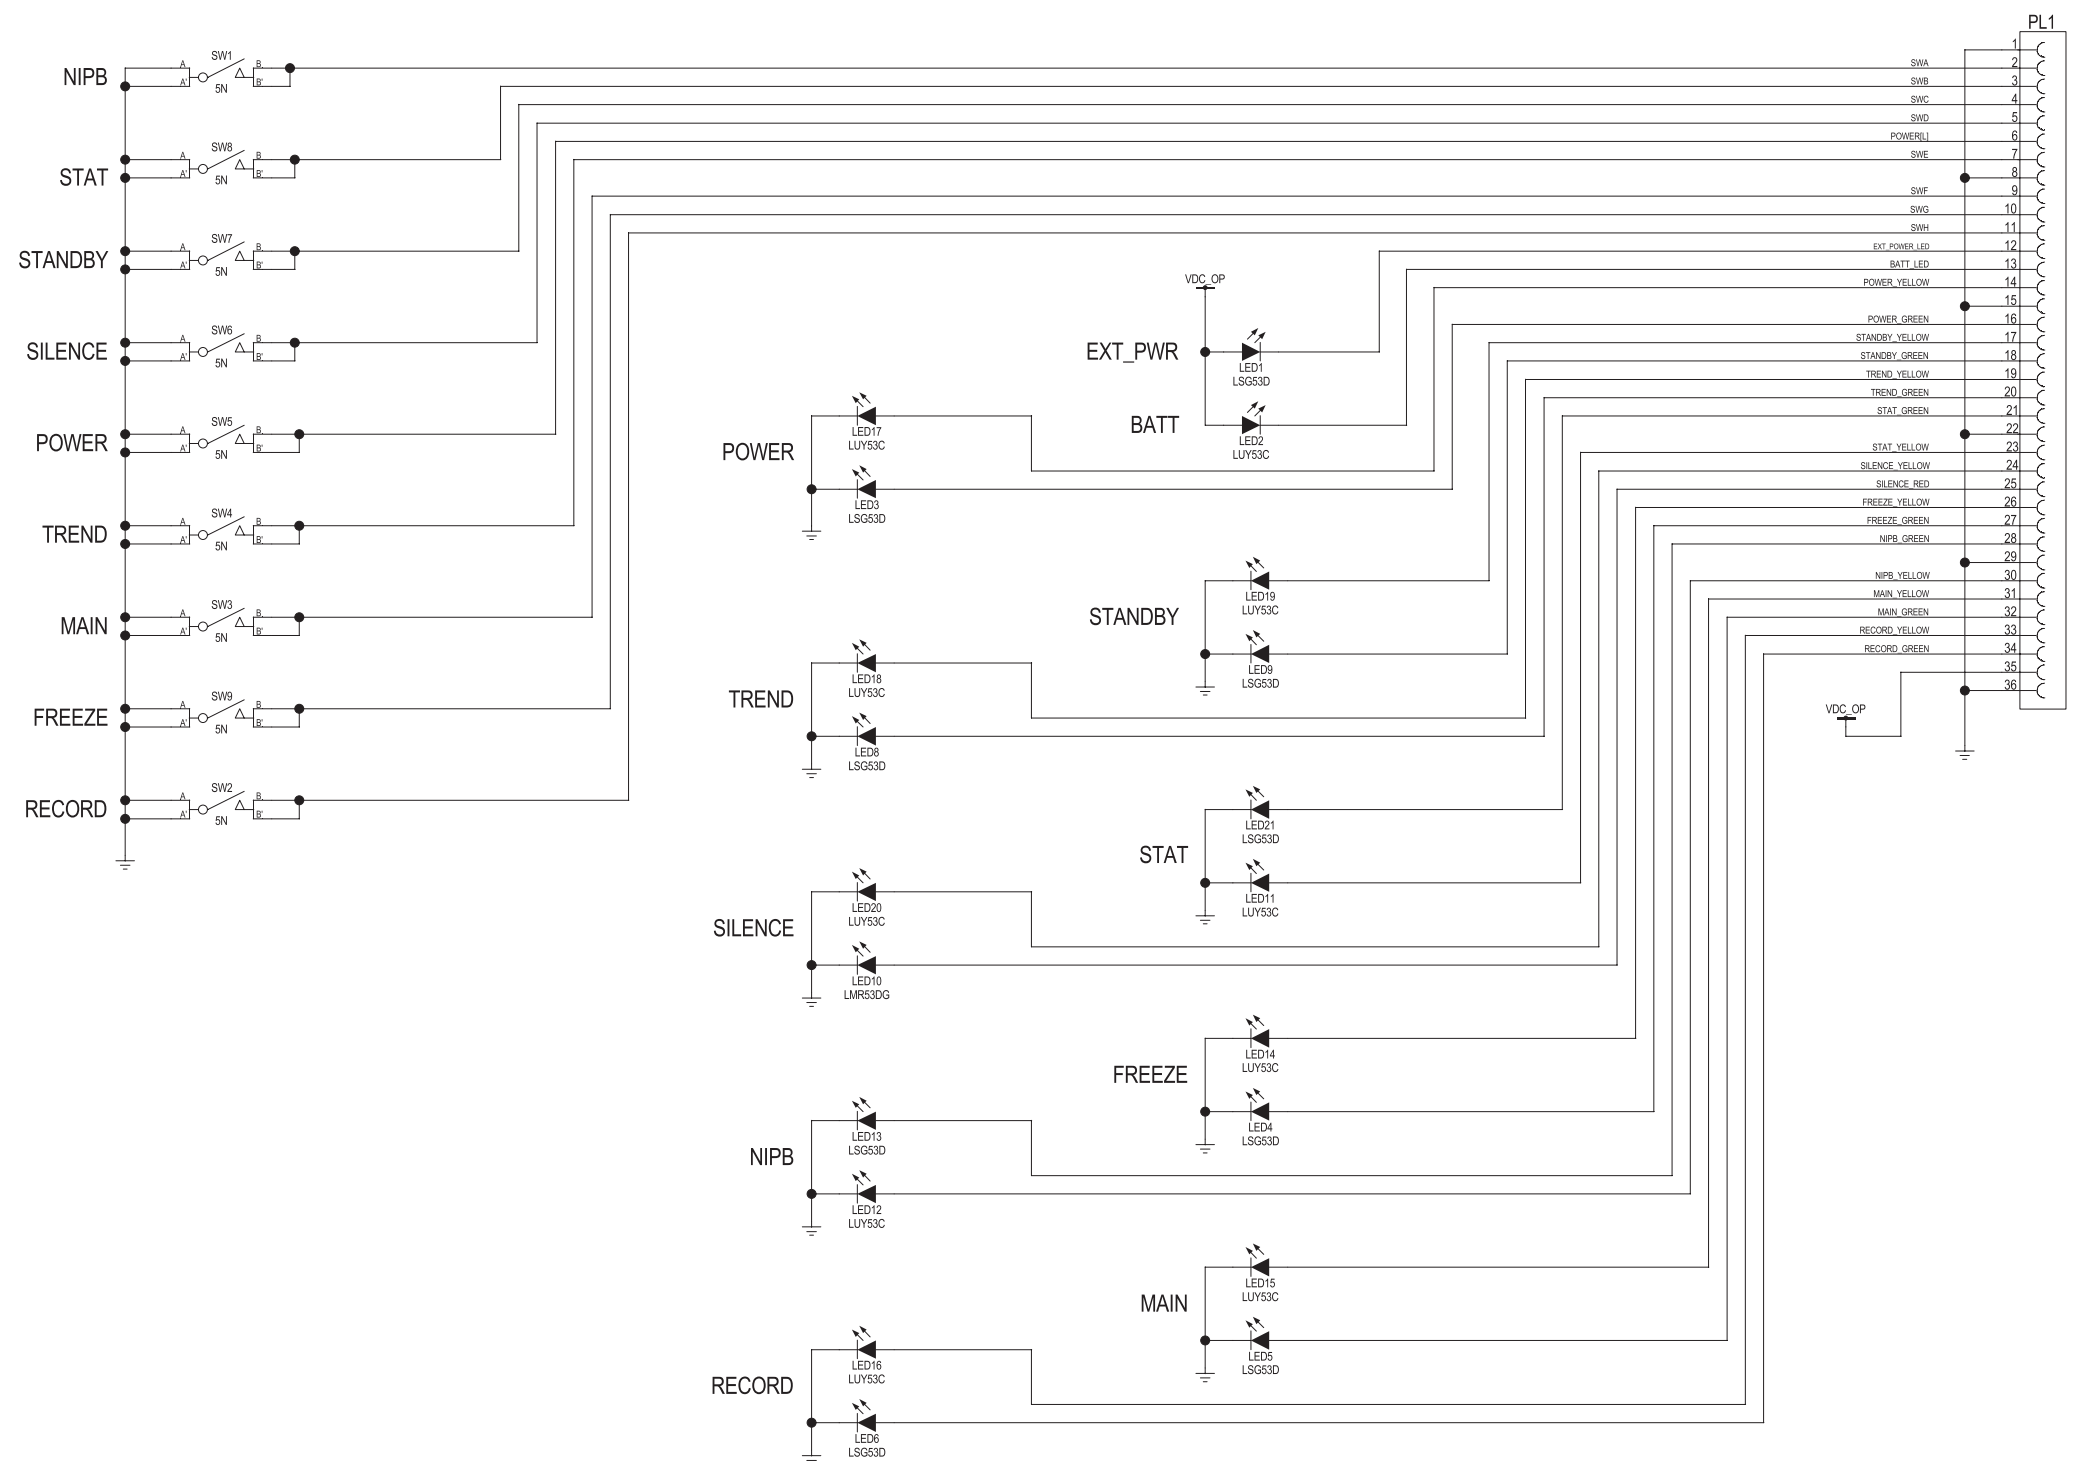 PL1
NIPB
SW1
A
A'
B
B'
5N
STAT
SW8
A
A'
B
B'
5N
STANDBY
SW7
A
A'
B
B'
5N
SILENCE
SW6
A
A'
B
B'
5N
POWER
SW5
A
A'
B
B'
5N
TREND
SW4
A
A'
B
B'
5N
MAIN
SW3
A
A'
B
B'
5N
FREEZE
SW9
A
A'
B
B'
5N
RECORD
SW2
A
A'
B
B'
5N
VDC_OP
EXT_PWR
LED1
LSG53D
BATT
LED2
LUY53C
POWER
LED17
LUY53C
LED3
LSG53D
STANDBY
LED19
LUY53C
LED9
LSG53D
TREND
LED18
LUY53C
LED8
LSG53D
STAT
LED21
LSG53D
LED11
LUY53C
SILENCE
LED20
LUY53C
LED10
LMR53DG
FREEZE
LED14
LUY53C
LED4
LSG53D
NIPB
LED13
LSG53D
LED12
LUY53C
MAIN
LED15
LUY53C
LED5
LSG53D
RECORD
LED16
LUY53C
LED6
LSG53D
1
SWA 2
SWB 3
SWC 4
SWD 5
POWER[L] 6
SWE 7
8
SWF 9
SWG 10
SWH 11
EXT_POWER_LED 12
BATT_LED 13
POWER_YELLOW 14
15
POWER_GREEN 16
STANDBY_YELLOW 17
STANDBY_GREEN 18
TREND_YELLOW 19
TREND_GREEN 20
STAT_GREEN 21
22
STAT_YELLOW 23
SILENCE_YELLOW 24
SILENCE_RED 25
FREEZE_YELLOW 26
FREEZE_GREEN 27
NIPB_GREEN 28
29
NIPB_YELLOW 30
MAIN_YELLOW 31
MAIN_GREEN 32
RECORD_YELLOW 33
RECORD_GREEN 34
35
36
VDC_OP